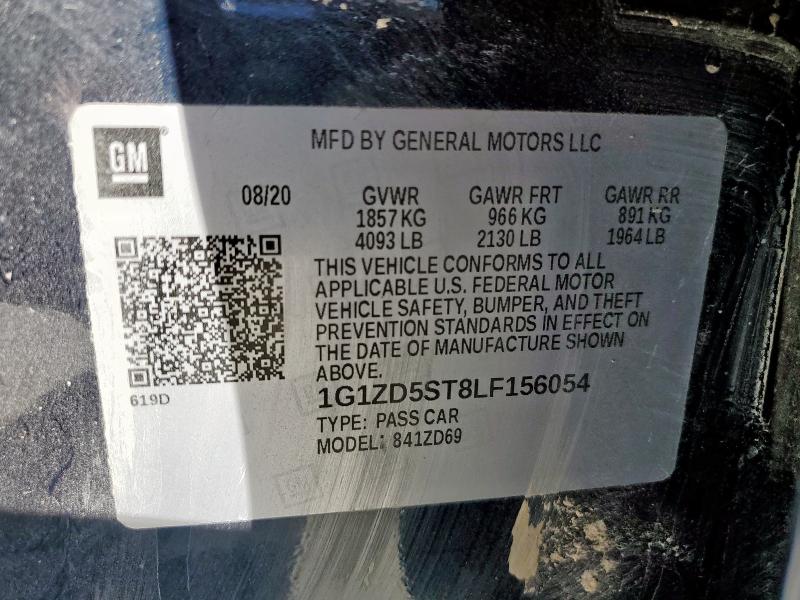 GM
MFD BY GENERAL MOTORS LLC
08/20 GVWR GAWR FRT GAWR RR
1857 KG 966 KG 891 KG
4093 LB 2130 LB 1964 LB
THIS VEHICLE CONFORMS TO ALL
APPLICABLE U.S. FEDERAL MOTOR
VEHICLE SAFETY, BUMPER, AND THEFT
PREVENTION STANDARDS IN EFFECT ON
THE DATE OF MANUFACTURE SHOWN
ABOVE.
619D
1G1ZD5ST8LF156054
TYPE: PASS CAR
MODEL: 841ZD69
GM